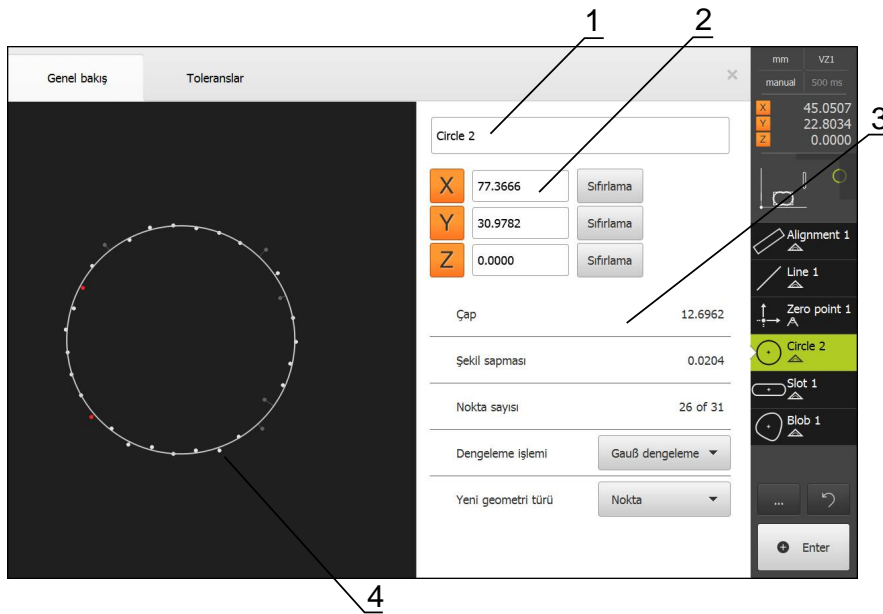 1
2
3
4
Genel bakış
Toleranslar
×
Circle 2
X 77.3666 Sıfırlama
Y 30.9782 Sıfırlama
Z 0.0000 Sıfırlama
Çap 12.6962
Şekil sapması 0.0204
Nokta sayısı 26 of 31
Dengeleme işlemi Gauß dengeleme
Yeni geometri türü Nokta
mm VZ1
manual 500 ms
X 45.0507
Y 22.8034
Z 0.0000
Alignment 1
Line 1
Zero point 1
Circle 2
Slot 1
Blob 1
...
Enter